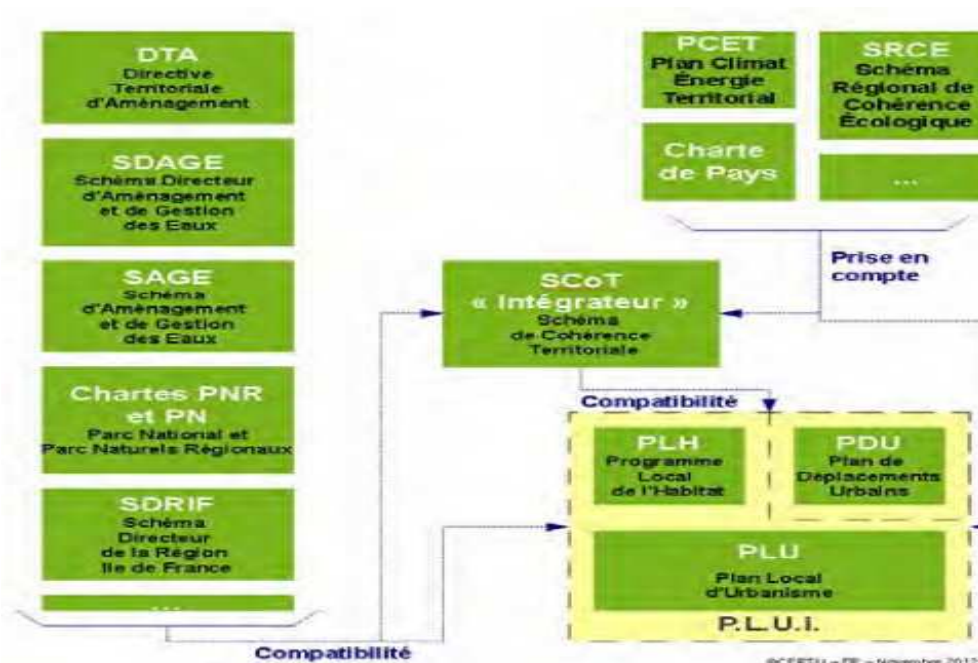 DTA
Directive
Territoriale
d'Aménagement
SDAGE
Schéma Directeur
d'Aménagement
et de Gestion
des Eaux
SAGE
Schéma
d'Aménagement
et de Gestion
des Eaux
Chartes PNR
et PN
Parc National et
Parc Naturels Régionaux
SDRIF
Schéma
Directeur
de la Région
Ile de France
...
Compatibilité
PCET
Plan Climat
Énergie
Territorial
SRCE
Schéma
Régional de
Cohérence
Écologique
Charte
de Pays
...
Prise en
compte
SCoT
« Intégrateur »
Schéma
de Cohérence
Territoriale
Compatibilité
PLH
Programme
Local
de l'Habitat
PDU
Plan de
Déplacements
Urbains
PLU
Plan Local
d'Urbanisme
P.L.U.i.
Novembre